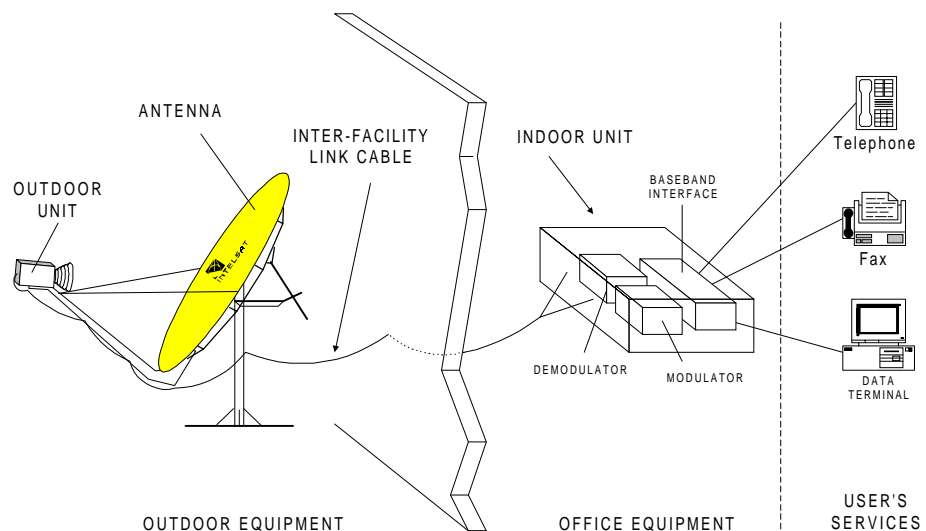 ANTENNA
INTER-FACILITY
LINK CABLE
OUTDOOR
UNIT
INTELSAT
INDOOR UNIT
BASEBAND
INTERFACE
DEMODULATOR
MODULATOR
Telephone
Fax
DATA
TERMINAL
OUTDOOR EQUIPMENT
OFFICE EQUIPMENT
USER'S
SERVICES